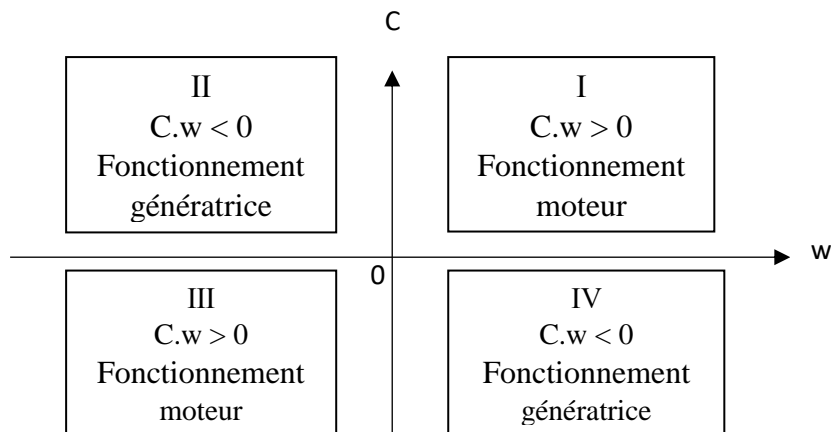 C
II
C.w < 0
Fonctionnement
génératrice
I
C.w > 0
Fonctionnement
moteur
w
0
III
C.w > 0
Fonctionnement
moteur
IV
C.w < 0
Fonctionnement
génératrice